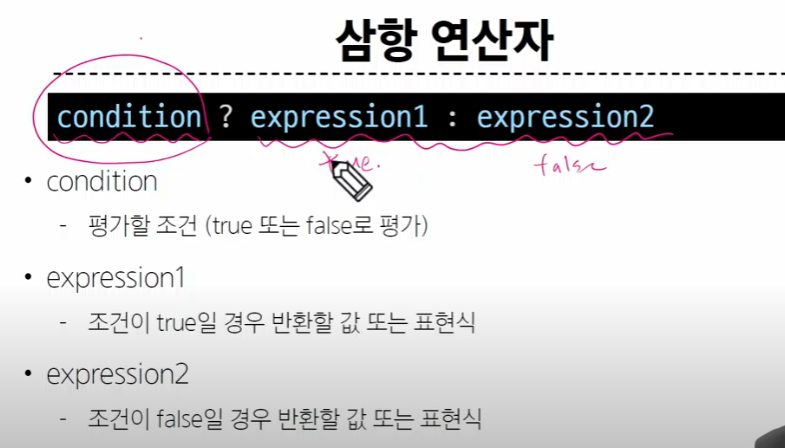 삼항 연산자
condition ? expression1 : expression2
true. false
• condition
- 평가할 조건 (true 또는 false로 평가)
• expression1
- 조건이 true일 경우 반환할 값 또는 표현식
• expression2
- 조건이 false일 경우 반환할 값 또는 표현식